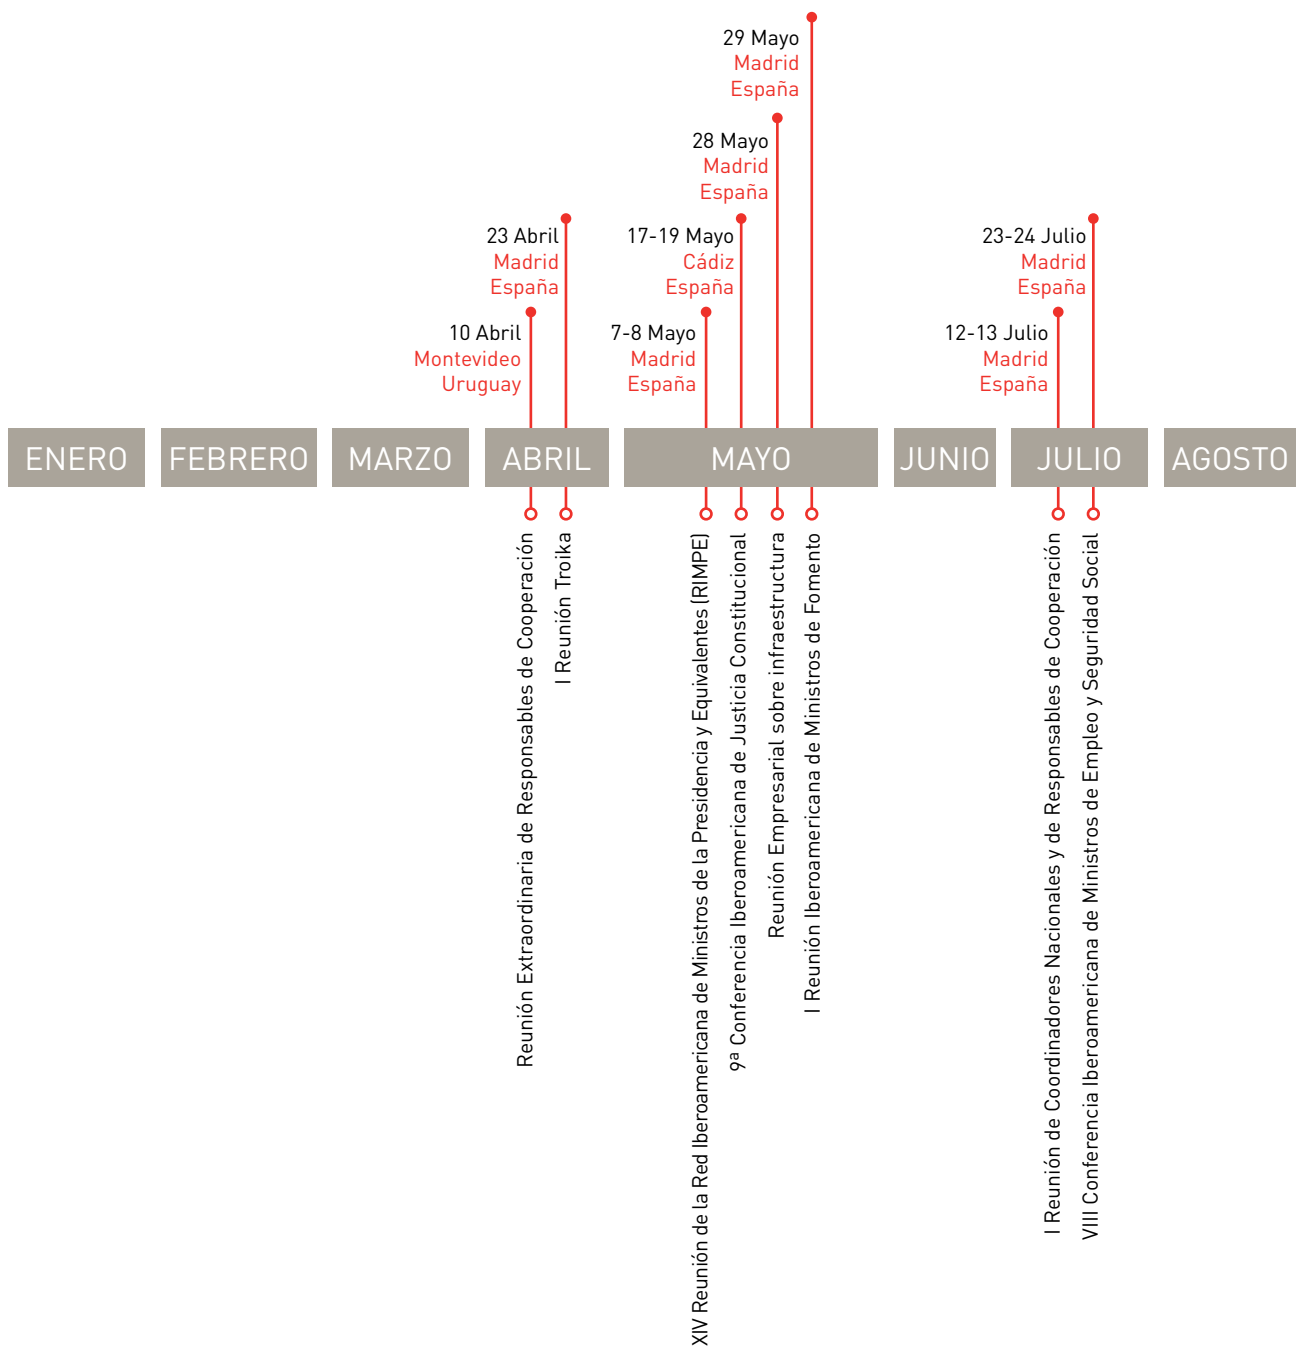 29 Mayo
Madrid
España
28 Mayo
Madrid
España
23 Abril
Madrid
España
17-19 Mayo
Cádiz
España
23-24 Julio
Madrid
España
10 Abril
Montevideo
Uruguay
7-8 Mayo
Madrid
España
12-13 Julio
Madrid
España
ENERO
FEBRERO
MARZO
ABRIL
MAYO
JUNIO
JULIO
AGOSTO
Reunión Extraordinaria de Responsables de Cooperación
I Reunión Troika
XIV Reunión de la Red Iberoamericana de Ministros de la Presidencia y Equivalentes (RIMPE)
9ª Conferencia Iberoamericana de Justicia Constitucional
Reunión Empresarial sobre infraestructura
I Reunión Iberoamericana de Ministros de Fomento
I Reunión de Coordinadores Nacionales y de Responsables de Cooperación
VIII Conferencia Iberoamericana de Ministros de Empleo y Seguridad Social